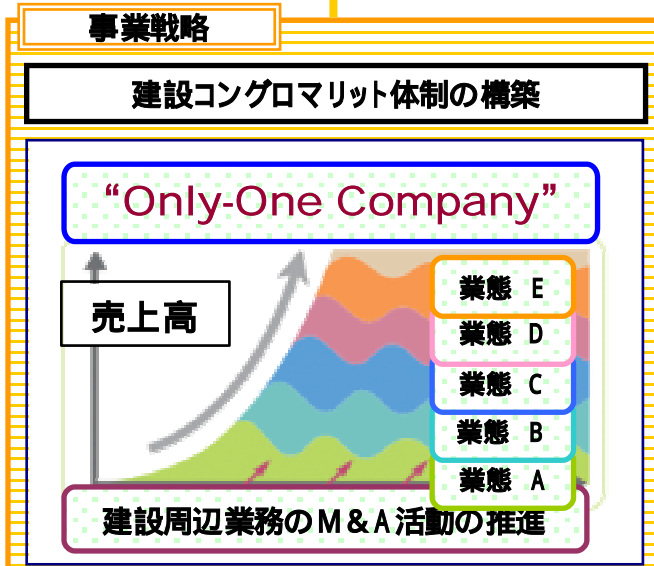 事業戦略
建設コングロマリット体制の構築
“Only-One Company”
売上高
業態 E
業態 D
業態 C
業態 B
業態 A
建設周辺業務のM&A活動の推進